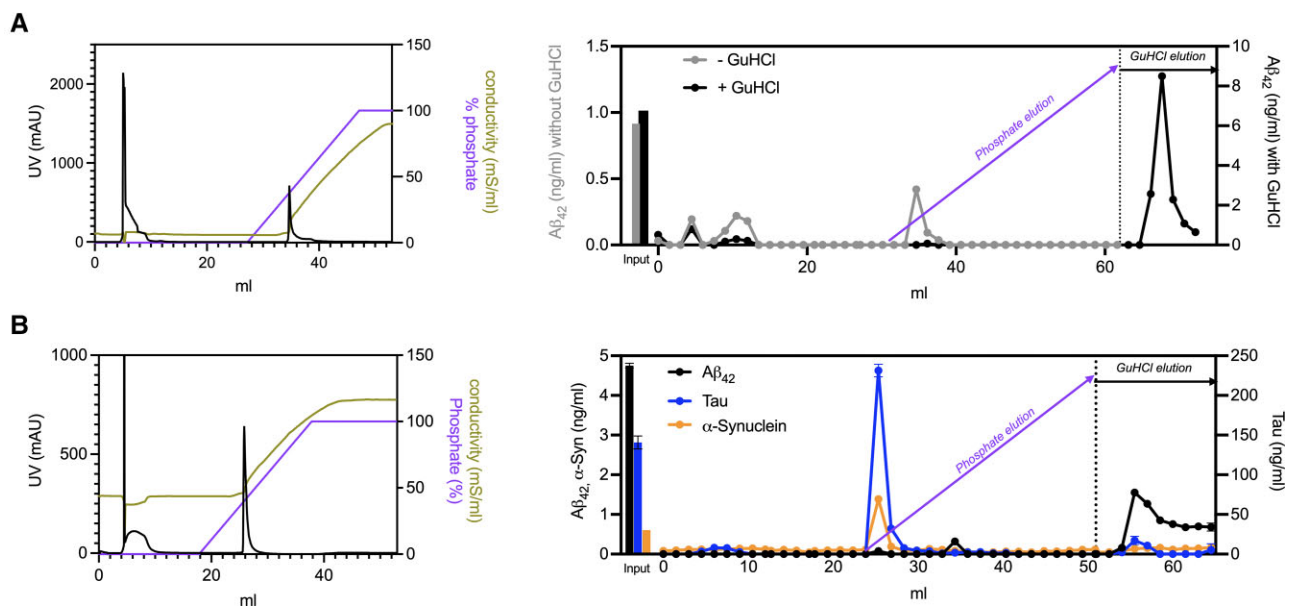 A
150
2000
100
1000
50
0
0
0
20
40
ml
UV (mAU)
conductivity (mS/ml)
% phosphate
1.5
1.0
0.5
0.0
10
8
6
4
2
0
- GuHCl
+ GuHCl
Phosphate elution
GuHCl elution
Input
0
20
40
60
ml
Aβ42 (ng/ml) without GuHCl
Aβ42 (ng/ml) with GuHCl
B
1000
500
0
150
100
50
0
0
20
40
ml
UV (mAU)
conductivity (mS/ml)
Phosphate (%)
5
4
3
2
1
0
250
200
150
100
50
0
Aβ42
Tau
α-Synuclein
Phosphate elution
GuHCl elution
Input
0
10
20
30
40
50
60
ml
Aβ42, α-Syn (ng/ml)
Tau (ng/ml)